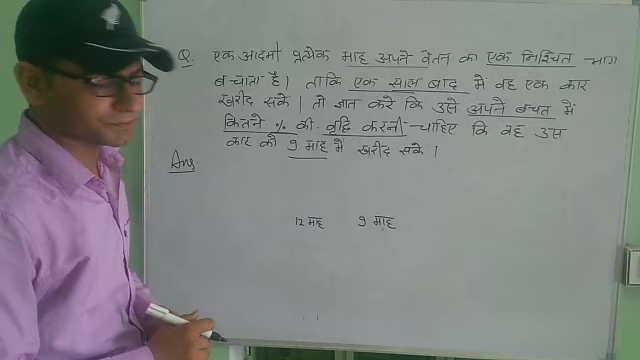 Q. एक आदमी प्रत्येक माह अपने वेतन का एक निश्चित भाग
बचाता है। ताकि एक साल बाद में वह एक कार
खरीद सके। तो ज्ञात करें कि उसे अपने बचत में
कितने % की वृद्धि करनी चाहिए कि वह उस
कार को 9 माह में खरीद सके।
Ans.
12 माह 9 माह